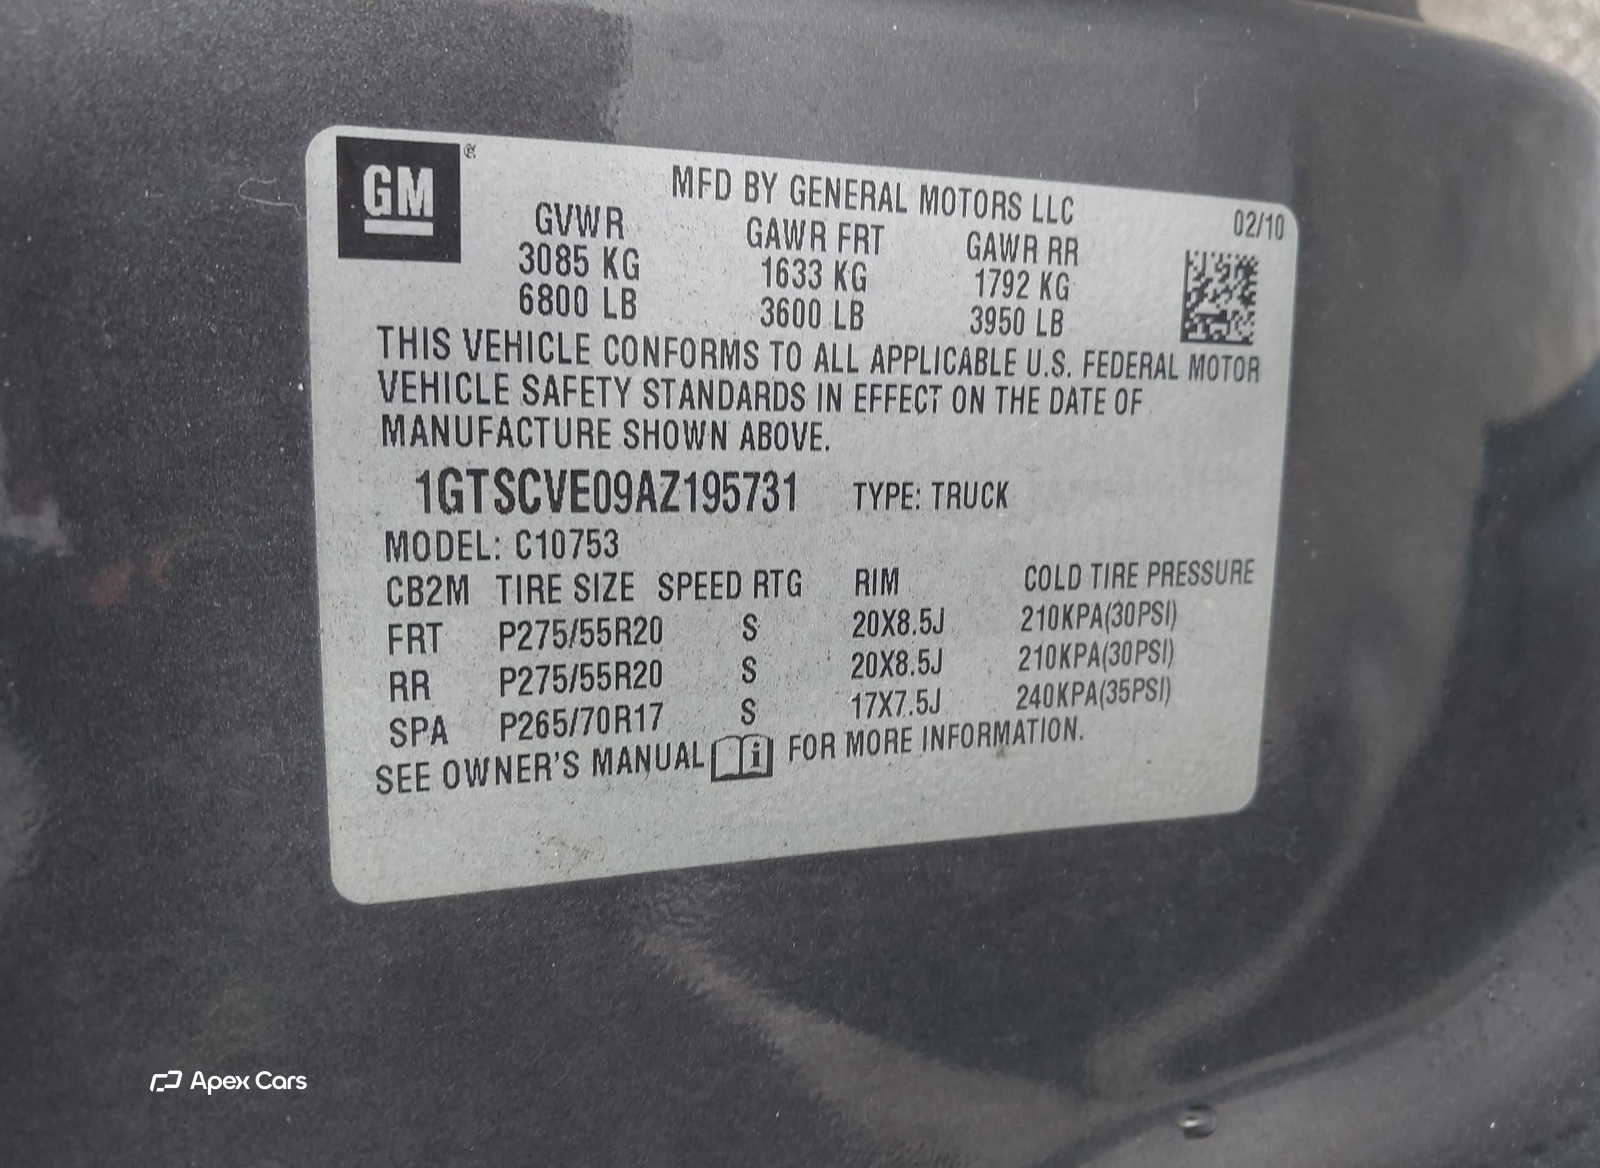 GM®
MFD BY GENERAL MOTORS LLC
02/10
GVWR GAWR FRT GAWR RR
3085 KG 1633 KG 1792 KG
6800 LB 3600 LB 3950 LB
THIS VEHICLE CONFORMS TO ALL APPLICABLE U.S. FEDERAL MOTOR
VEHICLE SAFETY STANDARDS IN EFFECT ON THE DATE OF
MANUFACTURE SHOWN ABOVE.
1GTSCVE09AZ195731 TYPE: TRUCK
MODEL: C10753
CB2M TIRE SIZE SPEED RTG RIM COLD TIRE PRESSURE
FRT P275/55R20 S 20X8.5J 210KPA(30PSI)
RR P275/55R20 S 20X8.5J 210KPA(30PSI)
SPA P265/70R17 S 17X7.5J 240KPA(35PSI)
SEE OWNER'S MANUAL i FOR MORE INFORMATION.
Apex Cars